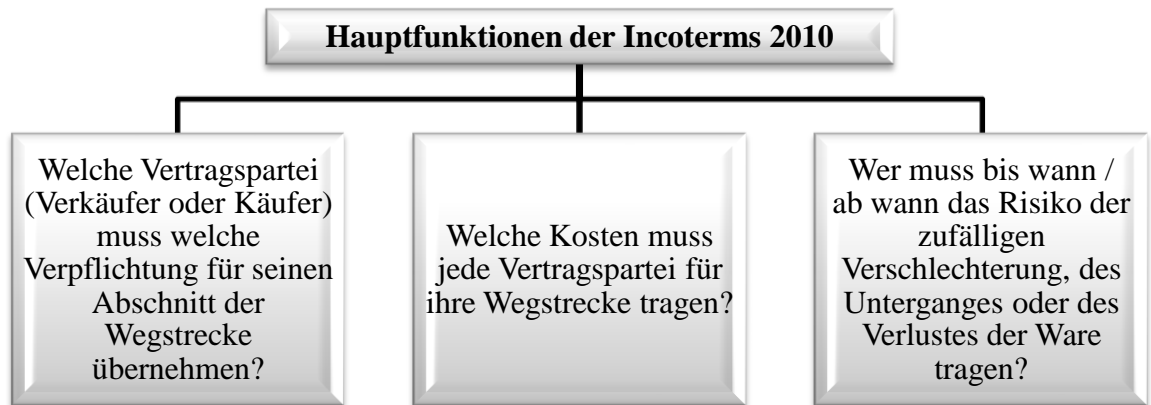 Hauptfunktionen der Incoterms 2010
Welche Vertragspartei
(Verkäufer oder Käufer)
muss welche
Verpflichtung für seinen
Abschnitt der
Wegstrecke
übernehmen?
Welche Kosten muss
jede Vertragspartei für
ihre Wegstrecke tragen?
Wer muss bis wann /
ab wann das Risiko der
zufälligen
Verschlechterung, des
Unterganges oder des
Verlustes der Ware
tragen?